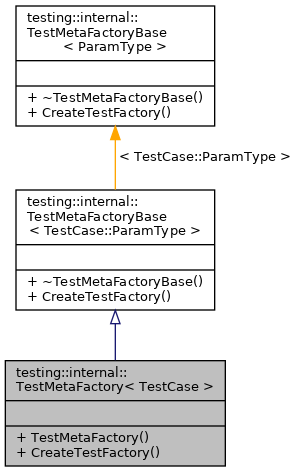 testing::internal::
TestMetaFactoryBase
< ParamType >
+ ~TestMetaFactoryBase()
+ CreateTestFactory()
< TestCase::ParamType >
testing::internal::
TestMetaFactoryBase
< TestCase::ParamType >
+ ~TestMetaFactoryBase()
+ CreateTestFactory()
testing::internal::
TestMetaFactory< TestCase >
+ TestMetaFactory()
+ CreateTestFactory()